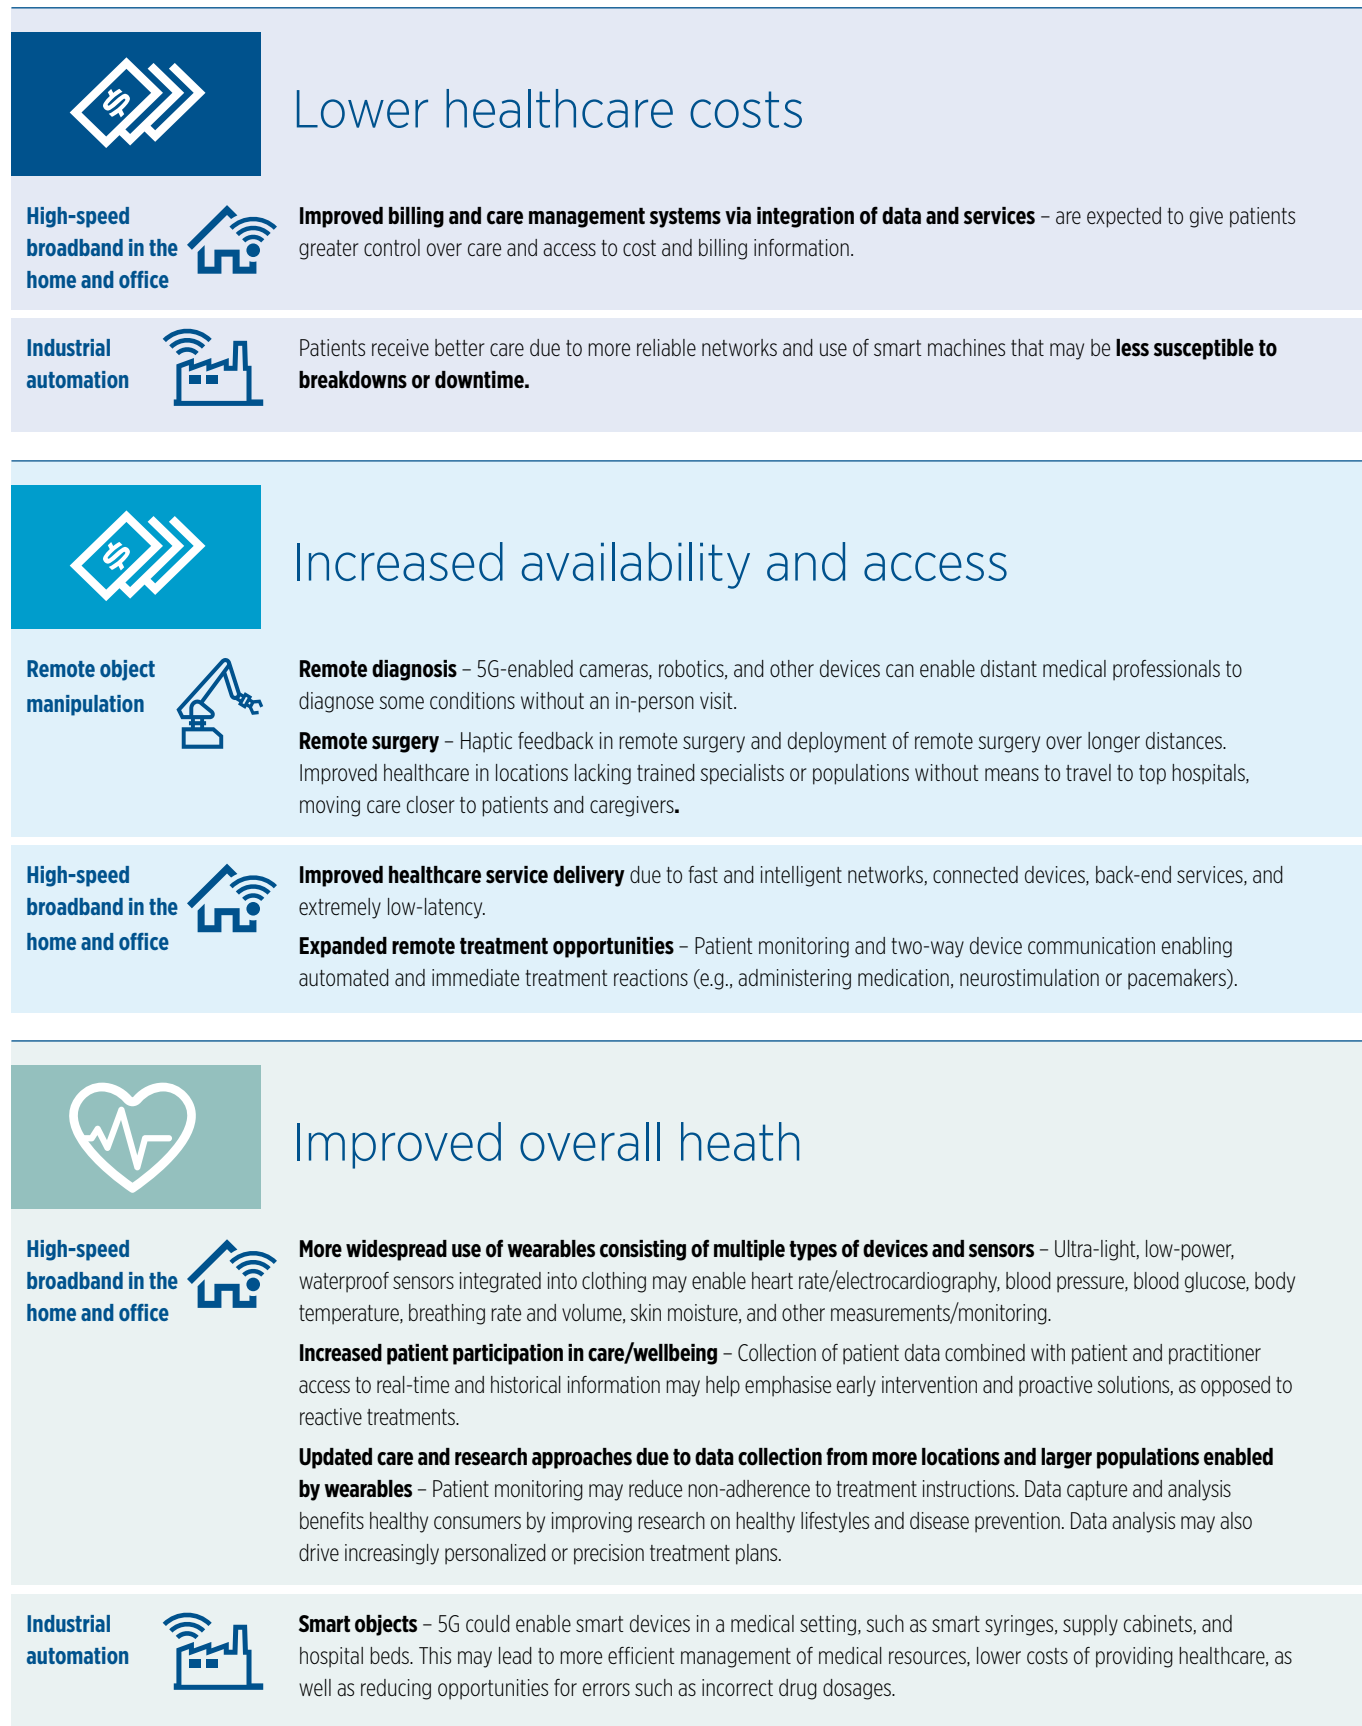 Lower healthcare costs
High-speed
broadband in the
home and office
Improved billing and care management systems via integration of data and services – are expected to give patients
greater control over care and access to cost and billing information.
Industrial
automation
Patients receive better care due to more reliable networks and use of smart machines that may be less susceptible to
breakdowns or downtime.
Increased availability and access
Remote object
manipulation
Remote diagnosis – 5G-enabled cameras, robotics, and other devices can enable distant medical professionals to
diagnose some conditions without an in-person visit.
Remote surgery – Haptic feedback in remote surgery and deployment of remote surgery over longer distances.
Improved healthcare in locations lacking trained specialists or populations without means to travel to top hospitals,
moving care closer to patients and caregivers.
High-speed
broadband in the
home and office
Improved healthcare service delivery due to fast and intelligent networks, connected devices, back-end services, and
extremely low-latency.
Expanded remote treatment opportunities – Patient monitoring and two-way device communication enabling
automated and immediate treatment reactions (e.g., administering medication, neurostimulation or pacemakers).
Improved overall heath
High-speed
broadband in the
home and office
More widespread use of wearables consisting of multiple types of devices and sensors – Ultra-light, low-power,
waterproof sensors integrated into clothing may enable heart rate/electrocardiography, blood pressure, blood glucose, body
temperature, breathing rate and volume, skin moisture, and other measurements/monitoring.
Increased patient participation in care/wellbeing – Collection of patient data combined with patient and practitioner
access to real-time and historical information may help emphasise early intervention and proactive solutions, as opposed to
reactive treatments.
Updated care and research approaches due to data collection from more locations and larger populations enabled
by wearables – Patient monitoring may reduce non-adherence to treatment instructions. Data capture and analysis
benefits healthy consumers by improving research on healthy lifestyles and disease prevention. Data analysis may also
drive increasingly personalized or precision treatment plans.
Industrial
automation
Smart objects – 5G could enable smart devices in a medical setting, such as smart syringes, supply cabinets, and
hospital beds. This may lead to more efficient management of medical resources, lower costs of providing healthcare, as
well as reducing opportunities for errors such as incorrect drug dosages.